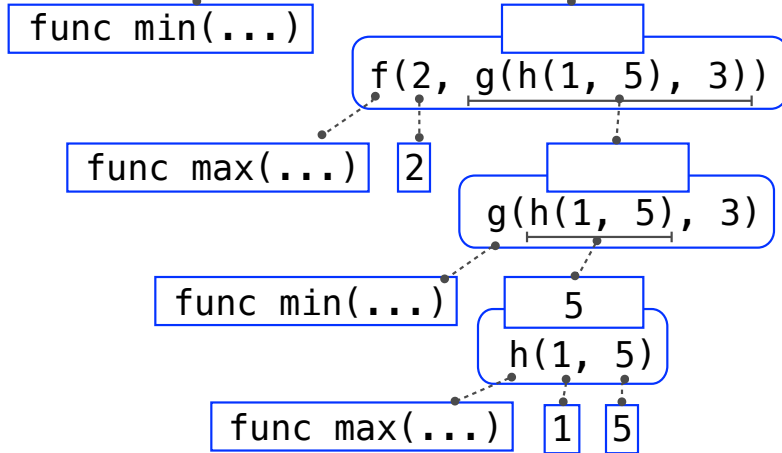 func min(...)
f(2, g(h(1, 5), 3))
func max(...)
2
g(h(1, 5), 3)
func min(...)
5
h(1, 5)
func max(...)
1
5